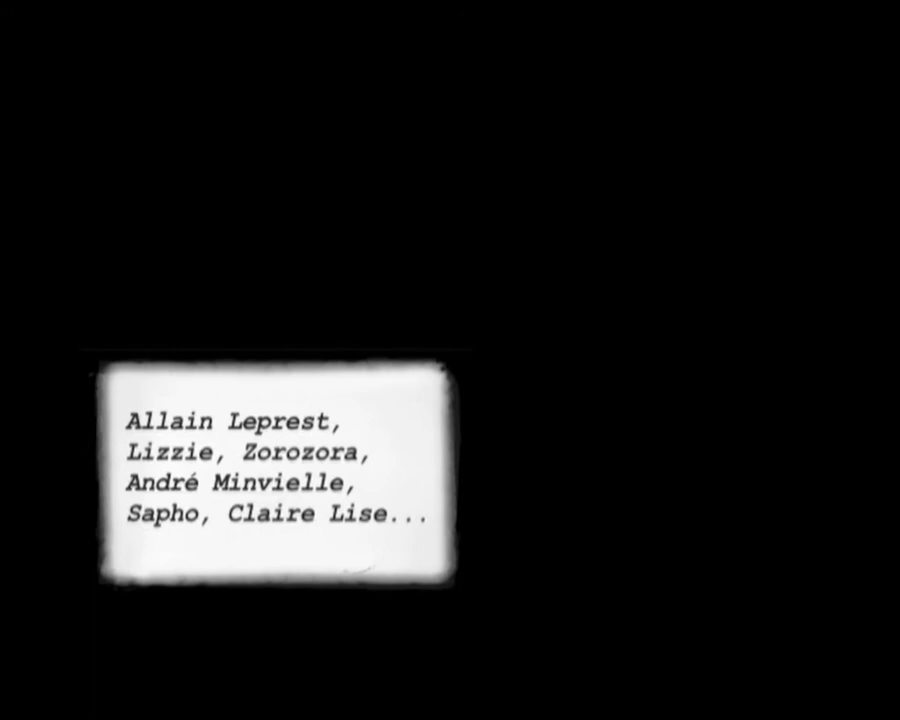 Allain Leprest,
Lizzie, Zorozora,
André Minvielle,
Sapho, Claire Lise...